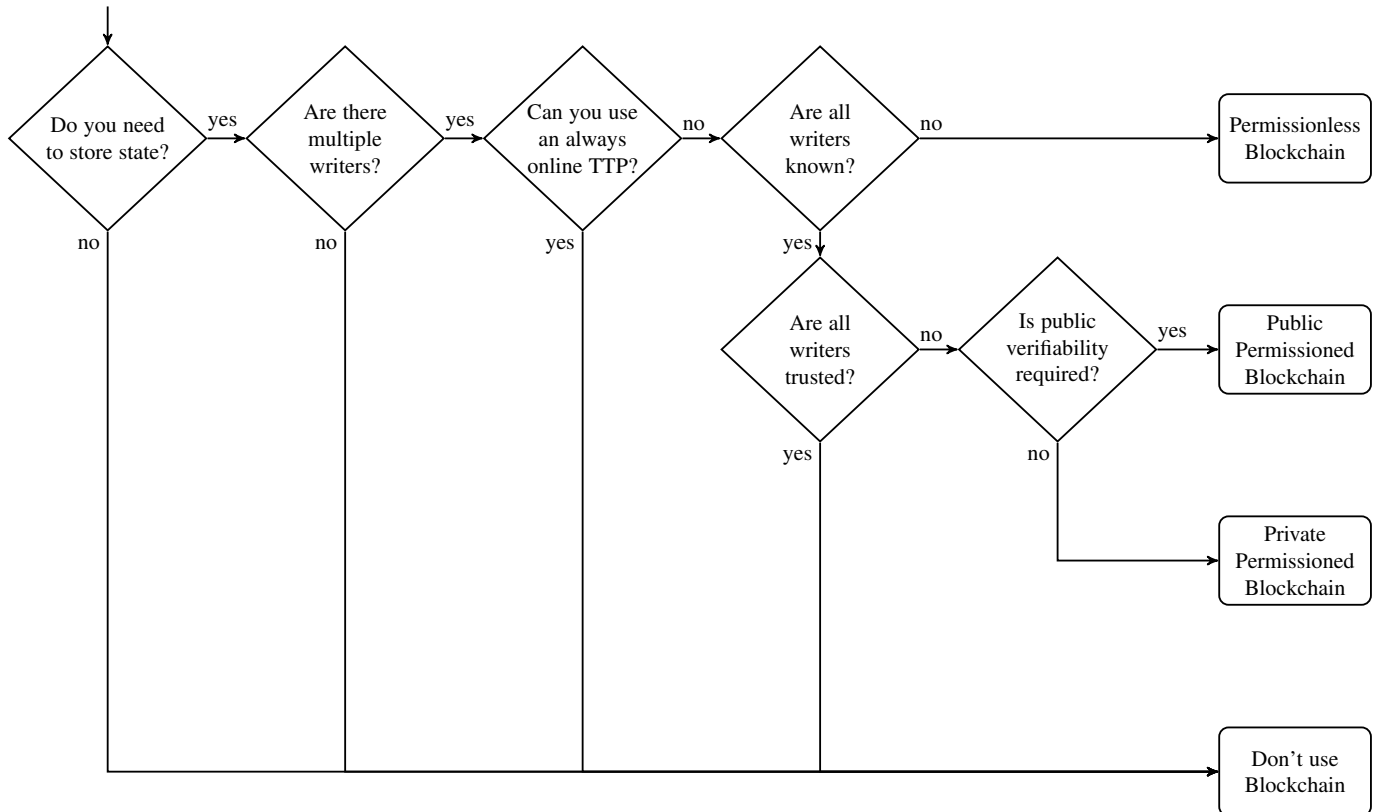 Do you need
to store state?
yes
Are there
multiple
writers?
yes
Can you use
an always
online TTP?
no
Are all
writers
known?
no
Permissionless
Blockchain
no
no
yes
yes
Are all
writers
trusted?
no
Is public
verifiability
required?
yes
Public
Permissioned
Blockchain
yes
no
Private
Permissioned
Blockchain
Don't use
Blockchain